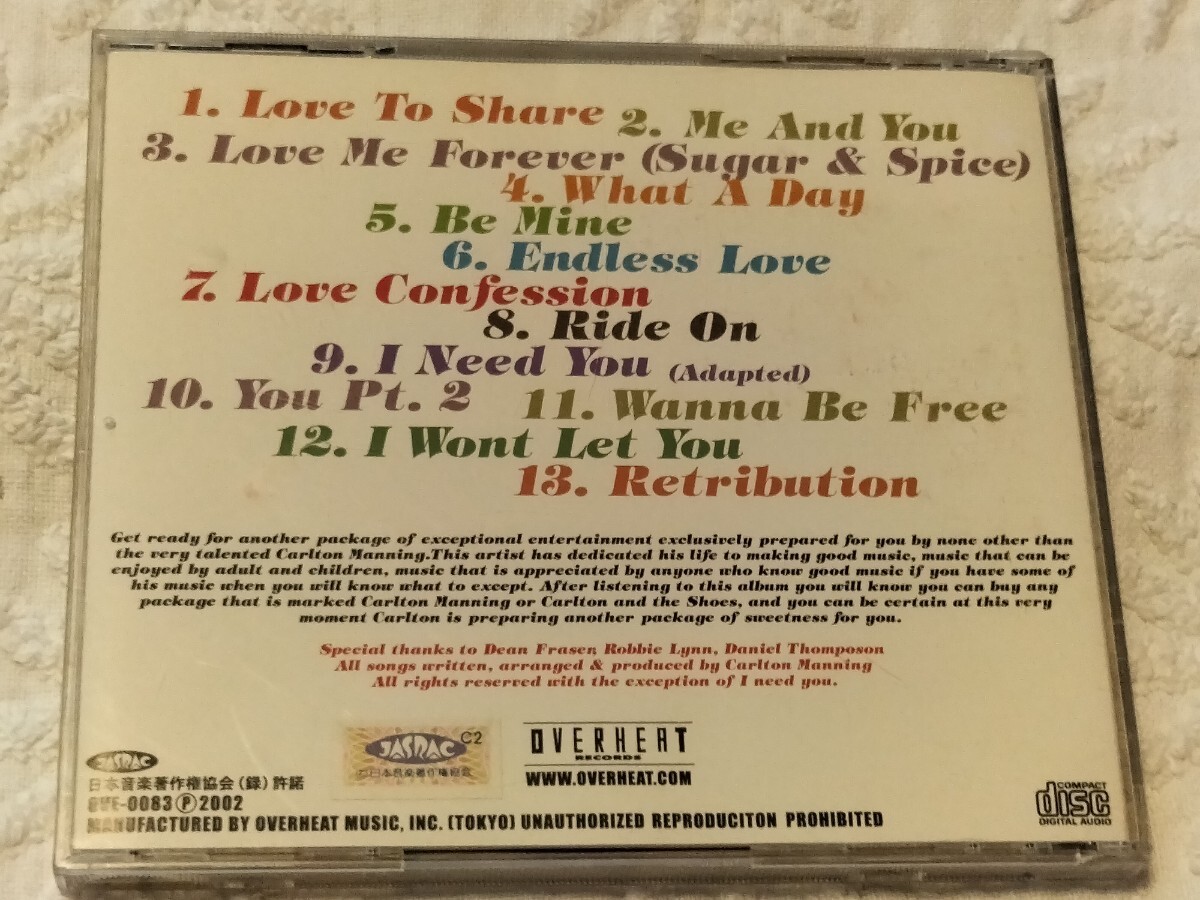 1. Love To Share
2. Me And You
3. Love Me Forever (Sugar & Spice)
4. What A Day
5. Be Mine
6. Endless Love
7. Love Confession
8. Ride On
9. I Need You (Adapted)
10. You Pt. 2
11. Wanna Be Free
12. I Wont Let You
13. Retribution
Get ready for another package of exceptional entertainment exclusively prepared for you by none other than
the very talented Carlton Manning.This artist has dedicated his life to making good music, music that can be
enjoyed by adult and children, music that is appreciated by anyone who know good music if you have some of
his music when you will know what to except. After listening to this album you will know you can buy any
package that is marked Carlton Manning or Carlton and the Shoes, and you can be certain at this very
moment Carlton is preparing another package of sweetness for you.
Special thanks to Dean Fraser, Robbie Lynn, Daniel Thomposon
All songs written, arranged & produced by Carlton Manning
All rights reserved with the exception of I need you.
JASRAC C2
OVERHEAT
RECORDS
WWW.OVERHEAT.COM
JASRAC
日本音楽著作権協会(録)許諾
OVE-0083Ⓟ2002
MANUFACTURED BY OVERHEAT MUSIC, INC. (TOKYO) UNAUTHORIZED REPRODUCITON PROHIBITED
COMPACT
disc
DIGITAL AUDIO